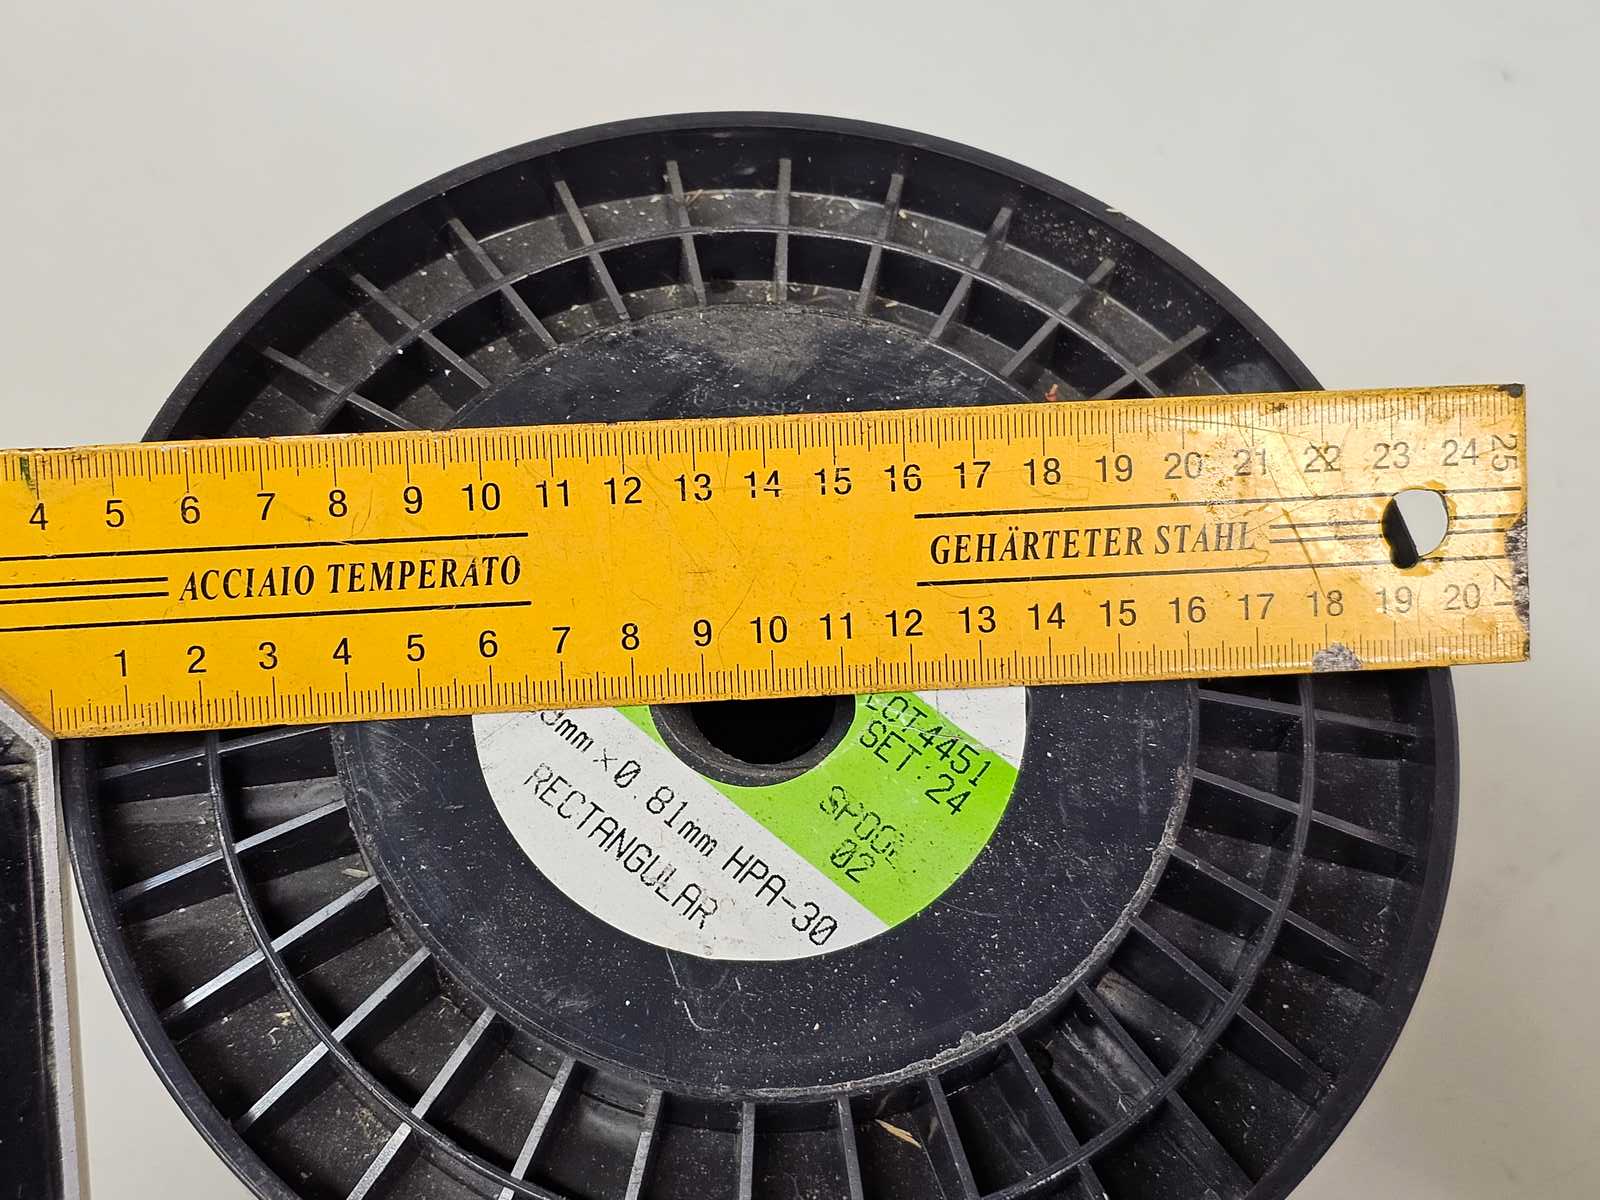 4 5 6 7 8 9 10 11 12 13 14 15 16 17 18 19 20 21 22 23 24 25
ACCIAIO TEMPERATO
GEHÄRTETER STAHL
1 2 3 4 5 6 7 8 9 10 11 12 13 14 15 16 17 18 19 20 21
LOT:4451
SET:24
SPOOL
02
mm × 0.81mm HPA-30
RECTANGULAR